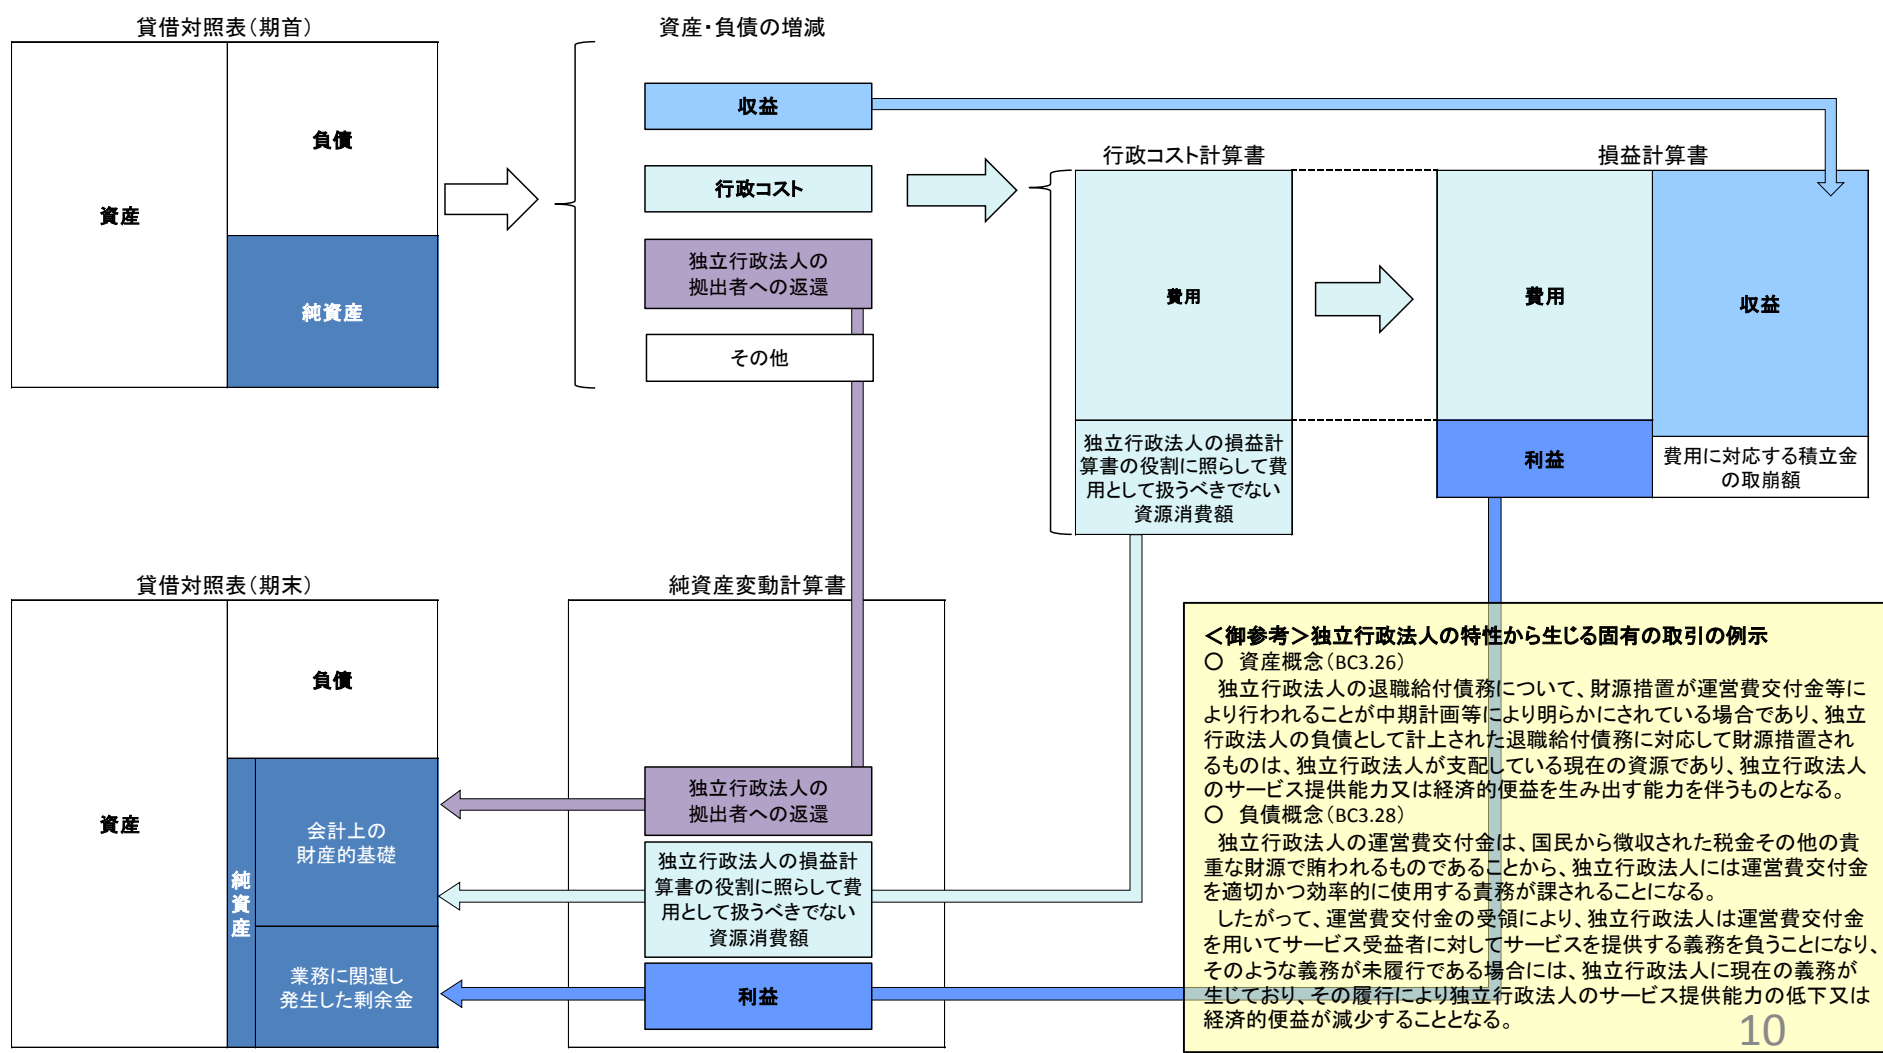 貸借対照表（期首）
資産・負債の増減
資産
負債
純資産
収益
行政コスト
独立行政法人の
拠出者への返還
その他
行政コスト計算書
費用
独立行政法人の損益計
算書の役割に照らして費
用として扱うべきでない
資源消費額
損益計算書
費用
収益
利益
費用に対応する積立金
の取崩額
貸借対照表（期末）
資産
負債
純資産
会計上の
財産的基礎
業務に関連し
発生した剰余金
純資産変動計算書
独立行政法人の
拠出者への返還
独立行政法人の損益計
算書の役割に照らして費
用として扱うべきでない
資源消費額
利益
＜御参考＞独立行政法人の特性から生じる固有の取引の例示
○ 資産概念（BC3.26）
独立行政法人の退職給付債務について、財源措置が運営費交付金等に
より行われることが中期計画等により明らかにされている場合であり、独立
行政法人の負債として計上された退職給付債務に対応して財源措置され
るものは、独立行政法人が支配している現在の資源であり、独立行政法人
のサービス提供能力又は経済的便益を生み出す能力を伴うものとなる。
○ 負債概念（BC3.28）
独立行政法人の運営費交付金は、国民から徴収された税金その他の貴
重な財源で賄われるものであることから、独立行政法人には運営費交付金
を適切かつ効率的に使用する責務が課されることになる。
したがって、運営費交付金の受領により、独立行政法人は運営費交付金
を用いてサービス受益者に対してサービスを提供する義務を負うことになり、
そのような義務が未履行である場合には、独立行政法人に現在の義務が
生じており、その履行により独立行政法人のサービス提供能力の低下又は
経済的便益が減少することとなる。
10